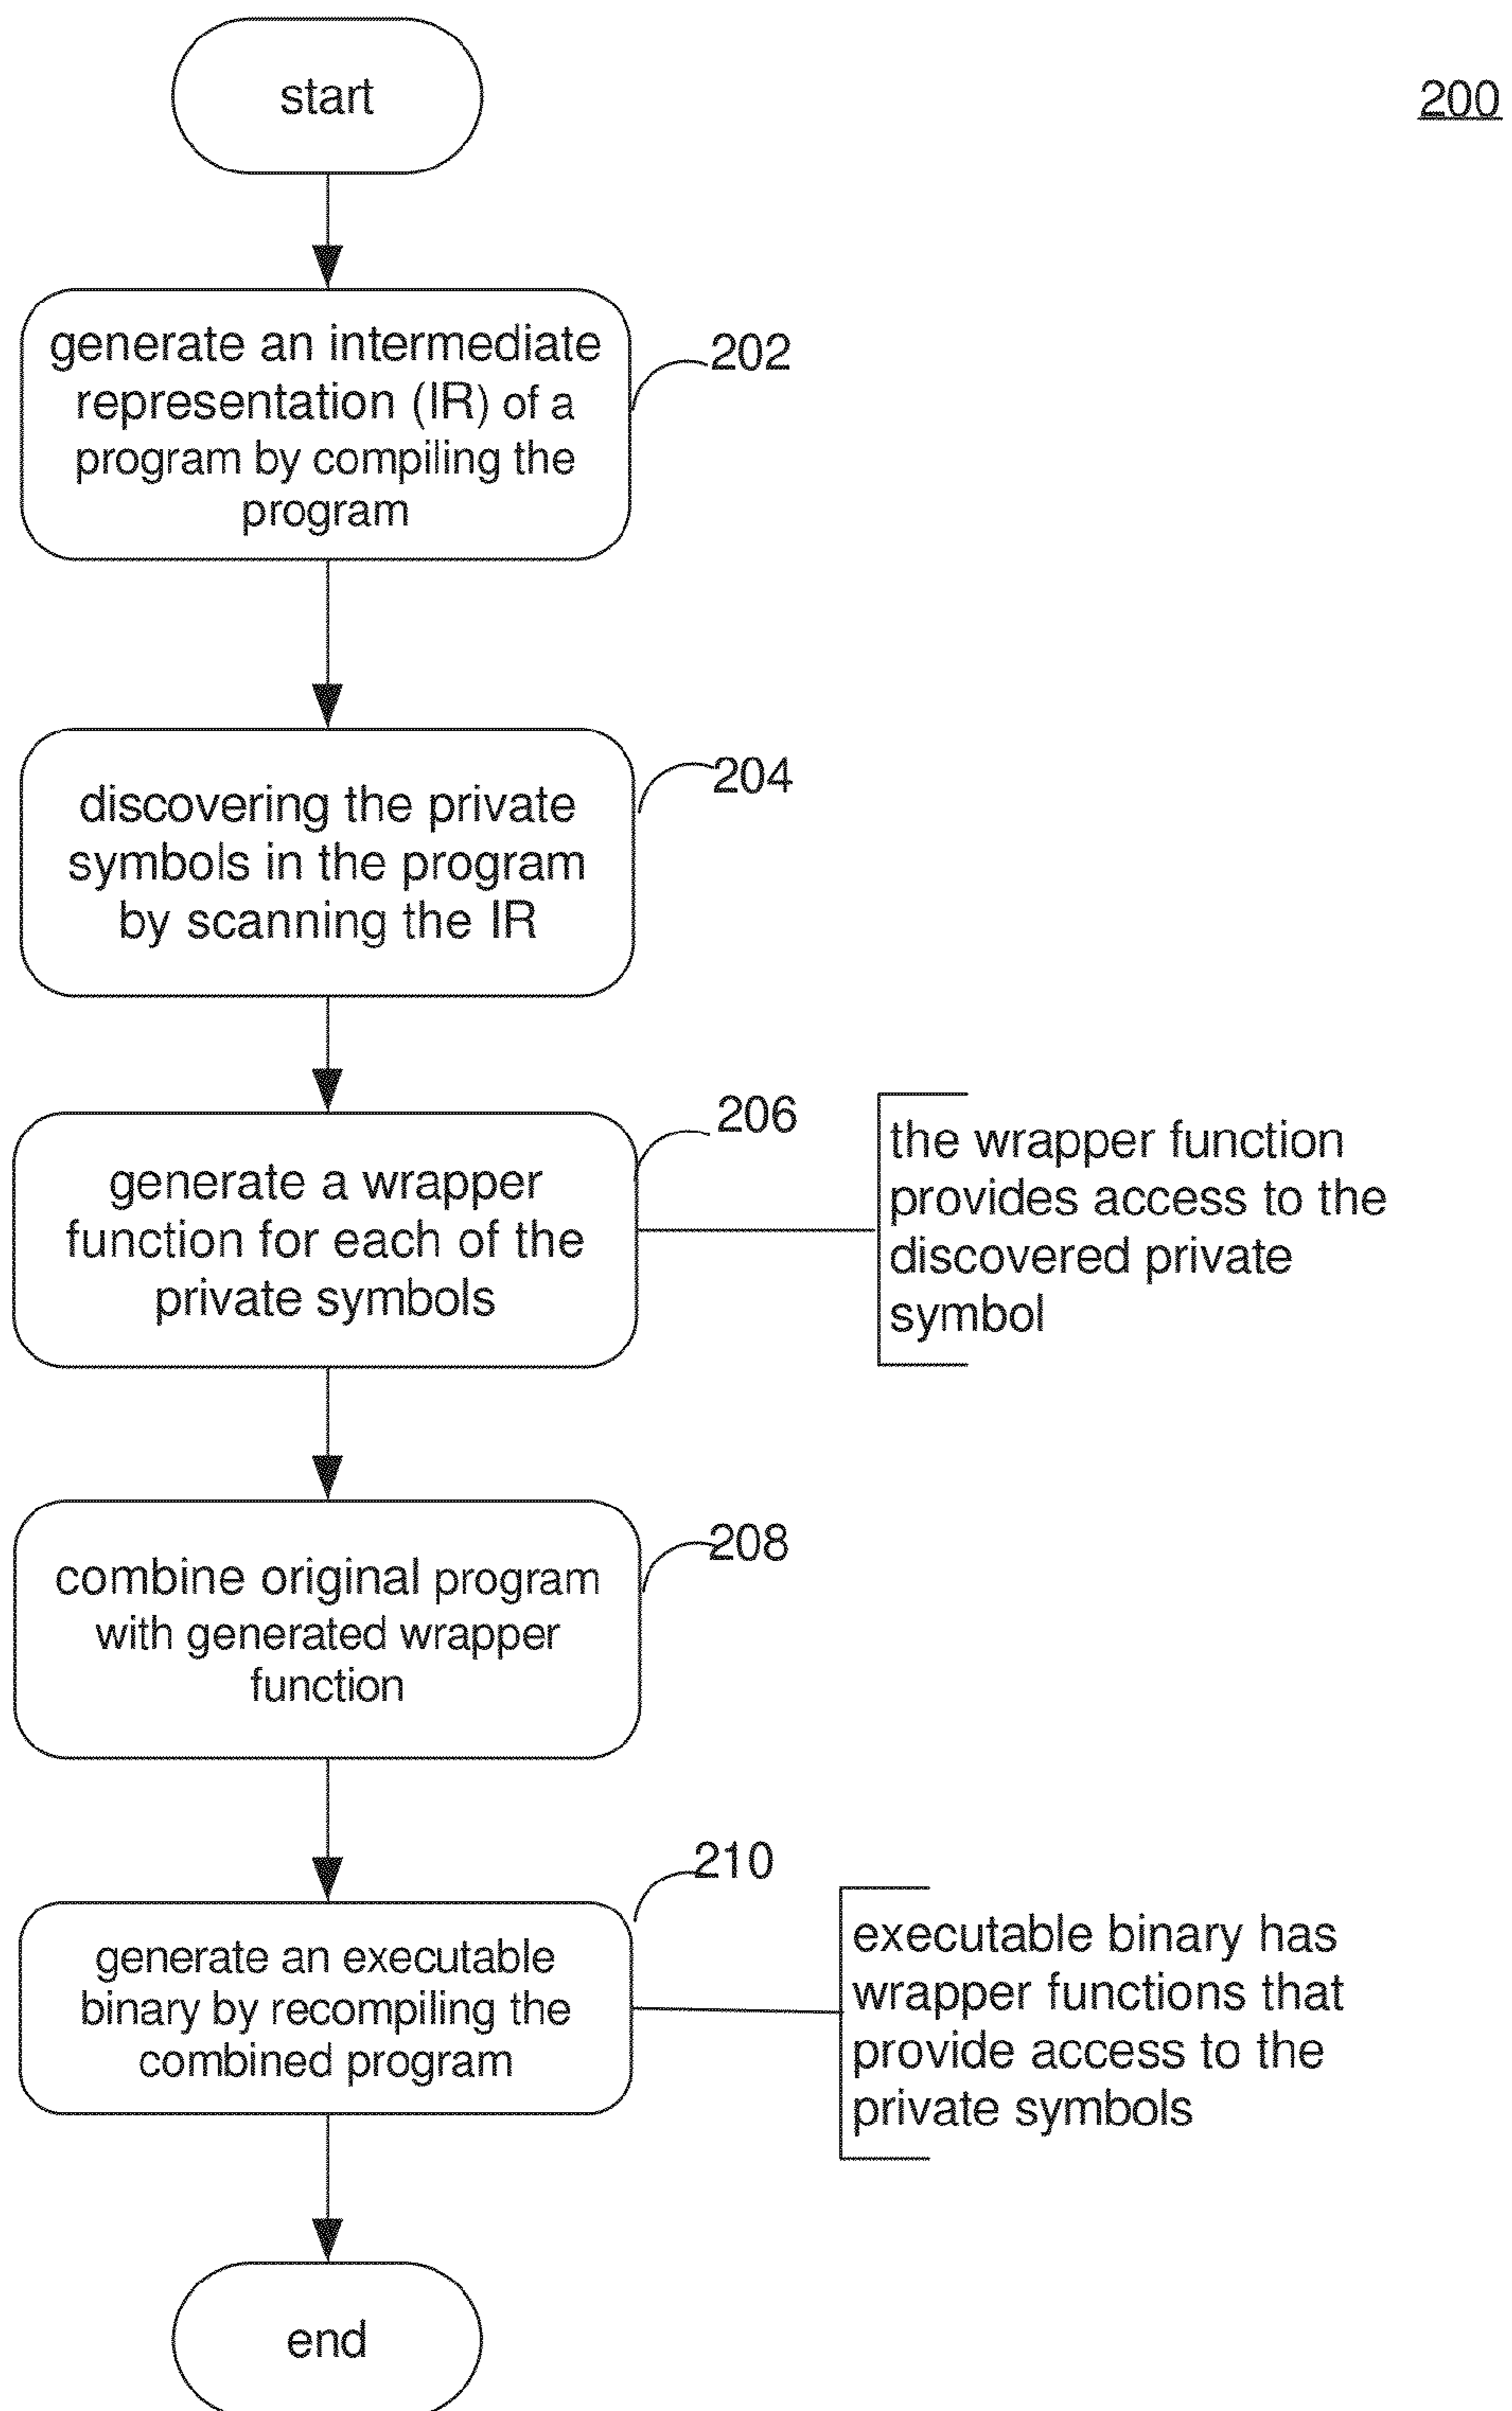 start
200
generate an intermediate
representation (IR) of a
program by compiling the
program
202
discovering the private
symbols in the program
by scanning the IR
204
generate a wrapper
function for each of the
private symbols
206
the wrapper function
provides access to the
discovered private
symbol
combine original program
with generated wrapper
function
208
generate an executable
binary by recompiling the
combined program
210
executable binary has
wrapper functions that
provide access to the
private symbols
end